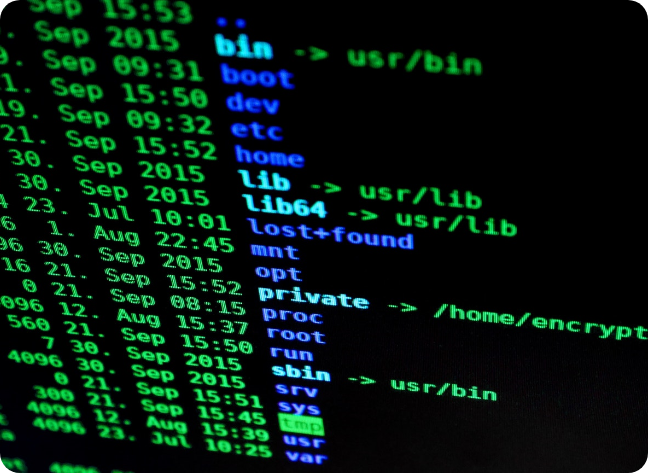 Sep 15:53 ..
. Sep 2015 bin -> usr/bin
. Sep 09:31 boot
1. Sep 15:50 dev
19. Sep 09:32 etc
21. Sep 15:52 home
30. Sep 2015 lib -> usr/lib
30. Sep 2015 lib64 -> usr/lib
23. Jul 10:01 lost+found
6 1. Aug 22:45 mnt
96 30. Sep 2015 opt
16 21. Sep 15:52 private -> /home/encrypt
0 21. Sep 08:15 proc
4096 12. Aug 15:37 root
560 21. Sep 15:50 run
7 30. Sep 2015 sbin -> usr/bin
4096 30. Sep 2015 srv
0 21. Sep 15:51 sys
300 21. Sep 15:45 tmp
4096 12. Aug 15:39 usr
4096 23. Jul 10:25 var